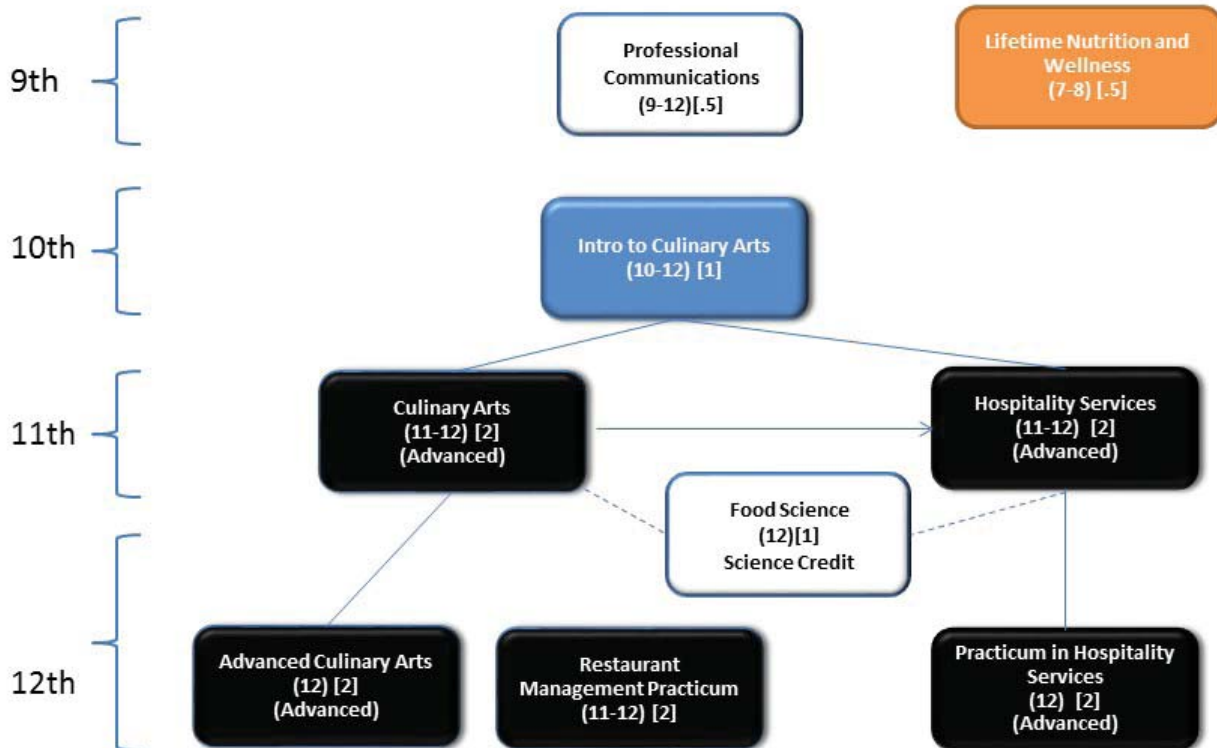 9th
Professional
Communications
(9-12)[.5]
Lifetime Nutrition and
Wellness
(7-8) [.5]
10th
Intro to Culinary Arts
(10-12) [1]
11th
Culinary Arts
(11-12) [2]
(Advanced)
Hospitality Services
(11-12) [2]
(Advanced)
Food Science
(12)[1]
Science Credit
12th
Advanced Culinary Arts
(12) [2]
(Advanced)
Restaurant
Management Practicum
(11-12) [2]
Practicum in Hospitality
Services
(12) [2]
(Advanced)